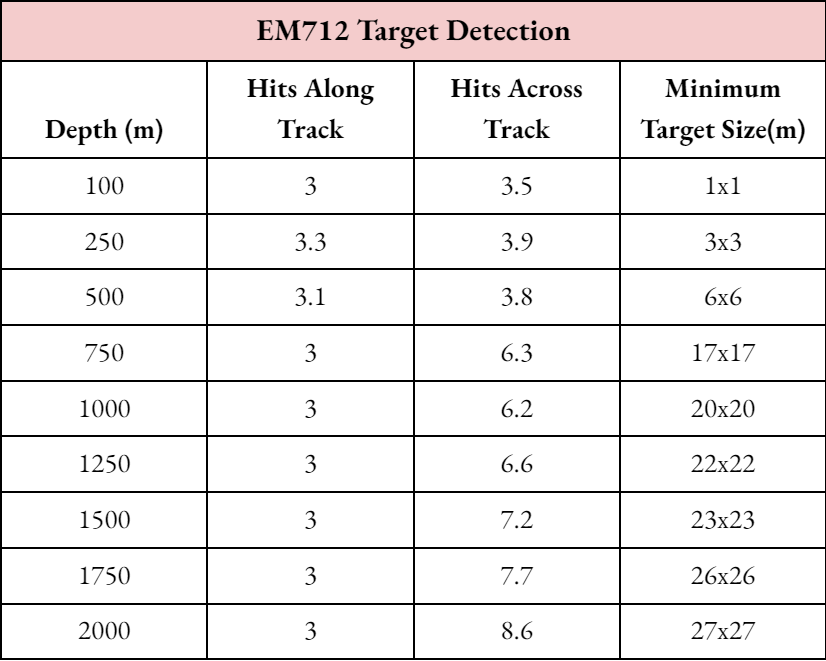 EM712 Target Detection
Depth (m) Hits Along Track Hits Across Track Minimum Target Size(m)
100 3 3.5 1x1
250 3.3 3.9 3x3
500 3.1 3.8 6x6
750 3 6.3 17x17
1000 3 6.2 20x20
1250 3 6.6 22x22
1500 3 7.2 23x23
1750 3 7.7 26x26
2000 3 8.6 27x27